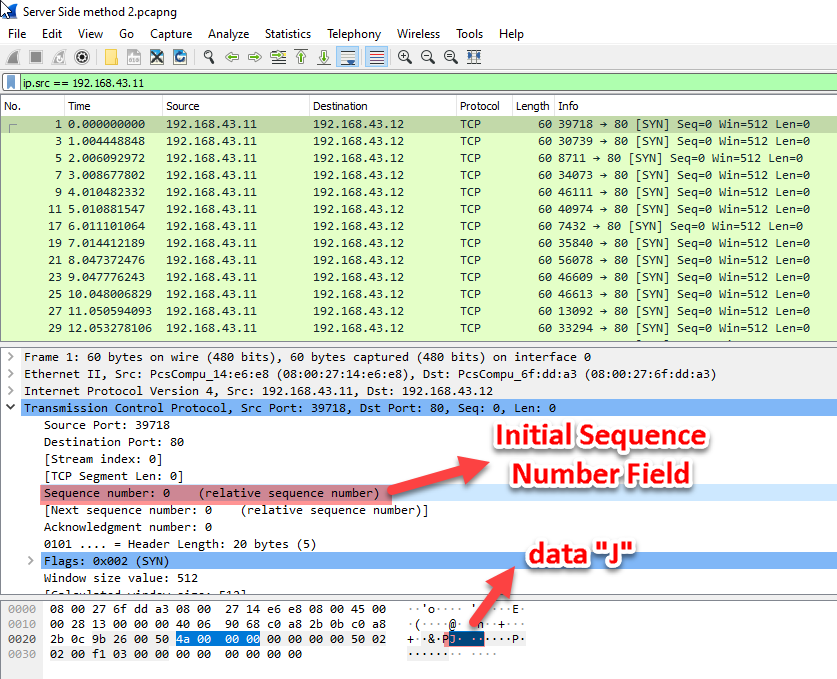 Server Side method 2.pcapng
File Edit View Go Capture Analyze Statistics Telephony Wireless Tools Help
ip.src == 192.168.43.11
No. Time Source Destination Protocol Length Info
1 0.000000000 192.168.43.11 192.168.43.12 TCP 60 39718 → 80 [SYN] Seq=0 Win=512 Len=0
3 1.004448848 192.168.43.11 192.168.43.12 TCP 60 30739 → 80 [SYN] Seq=0 Win=512 Len=0
5 2.006092972 192.168.43.11 192.168.43.12 TCP 60 8711 → 80 [SYN] Seq=0 Win=512 Len=0
7 3.008677802 192.168.43.11 192.168.43.12 TCP 60 34073 → 80 [SYN] Seq=0 Win=512 Len=0
9 4.010482332 192.168.43.11 192.168.43.12 TCP 60 46111 → 80 [SYN] Seq=0 Win=512 Len=0
11 5.010881547 192.168.43.11 192.168.43.12 TCP 60 40974 → 80 [SYN] Seq=0 Win=512 Len=0
17 6.011101064 192.168.43.11 192.168.43.12 TCP 60 7432 → 80 [SYN] Seq=0 Win=512 Len=0
19 7.014412189 192.168.43.11 192.168.43.12 TCP 60 35840 → 80 [SYN] Seq=0 Win=512 Len=0
21 8.047372476 192.168.43.11 192.168.43.12 TCP 60 56078 → 80 [SYN] Seq=0 Win=512 Len=0
23 9.047776243 192.168.43.11 192.168.43.12 TCP 60 46609 → 80 [SYN] Seq=0 Win=512 Len=0
25 10.048006829 192.168.43.11 192.168.43.12 TCP 60 46613 → 80 [SYN] Seq=0 Win=512 Len=0
27 11.050594093 192.168.43.11 192.168.43.12 TCP 60 13092 → 80 [SYN] Seq=0 Win=512 Len=0
29 12.053278106 192.168.43.11 192.168.43.12 TCP 60 33294 → 80 [SYN] Seq=0 Win=512 Len=0
Frame 1: 60 bytes on wire (480 bits), 60 bytes captured (480 bits) on interface 0
Ethernet II, Src: PcsCompu_14:e6:e8 (08:00:27:14:e6:e8), Dst: PcsCompu_6f:dd:a3 (08:00:27:6f:dd:a3)
Internet Protocol Version 4, Src: 192.168.43.11, Dst: 192.168.43.12
Transmission Control Protocol, Src Port: 39718, Dst Port: 80, Seq: 0, Len: 0
Source Port: 39718
Destination Port: 80
[Stream index: 0]
[TCP Segment Len: 0]
Sequence number: 0 (relative sequence number)
[Next sequence number: 0 (relative sequence number)]
Acknowledgment number: 0
0101 .... = Header Length: 20 bytes (5)
Flags: 0x002 (SYN)
Window size value: 512
[Calculated window size: 512]
Initial Sequence
Number Field
data "J"
0000 08 00 27 6f dd a3 08 00 27 14 e6 e8 08 00 45 00 ··'o···· '·····E·
0010 00 28 13 00 00 00 40 06 90 68 c0 a8 2b 0b c0 a8 ·(····@· ·h··+···
0020 2b 0c 9b 26 00 50 4a 00 00 00 00 00 00 00 50 02 +··&·PJ· ······P·
0030 02 00 f1 03 00 00 00 00 00 00 00 00 ········ ····